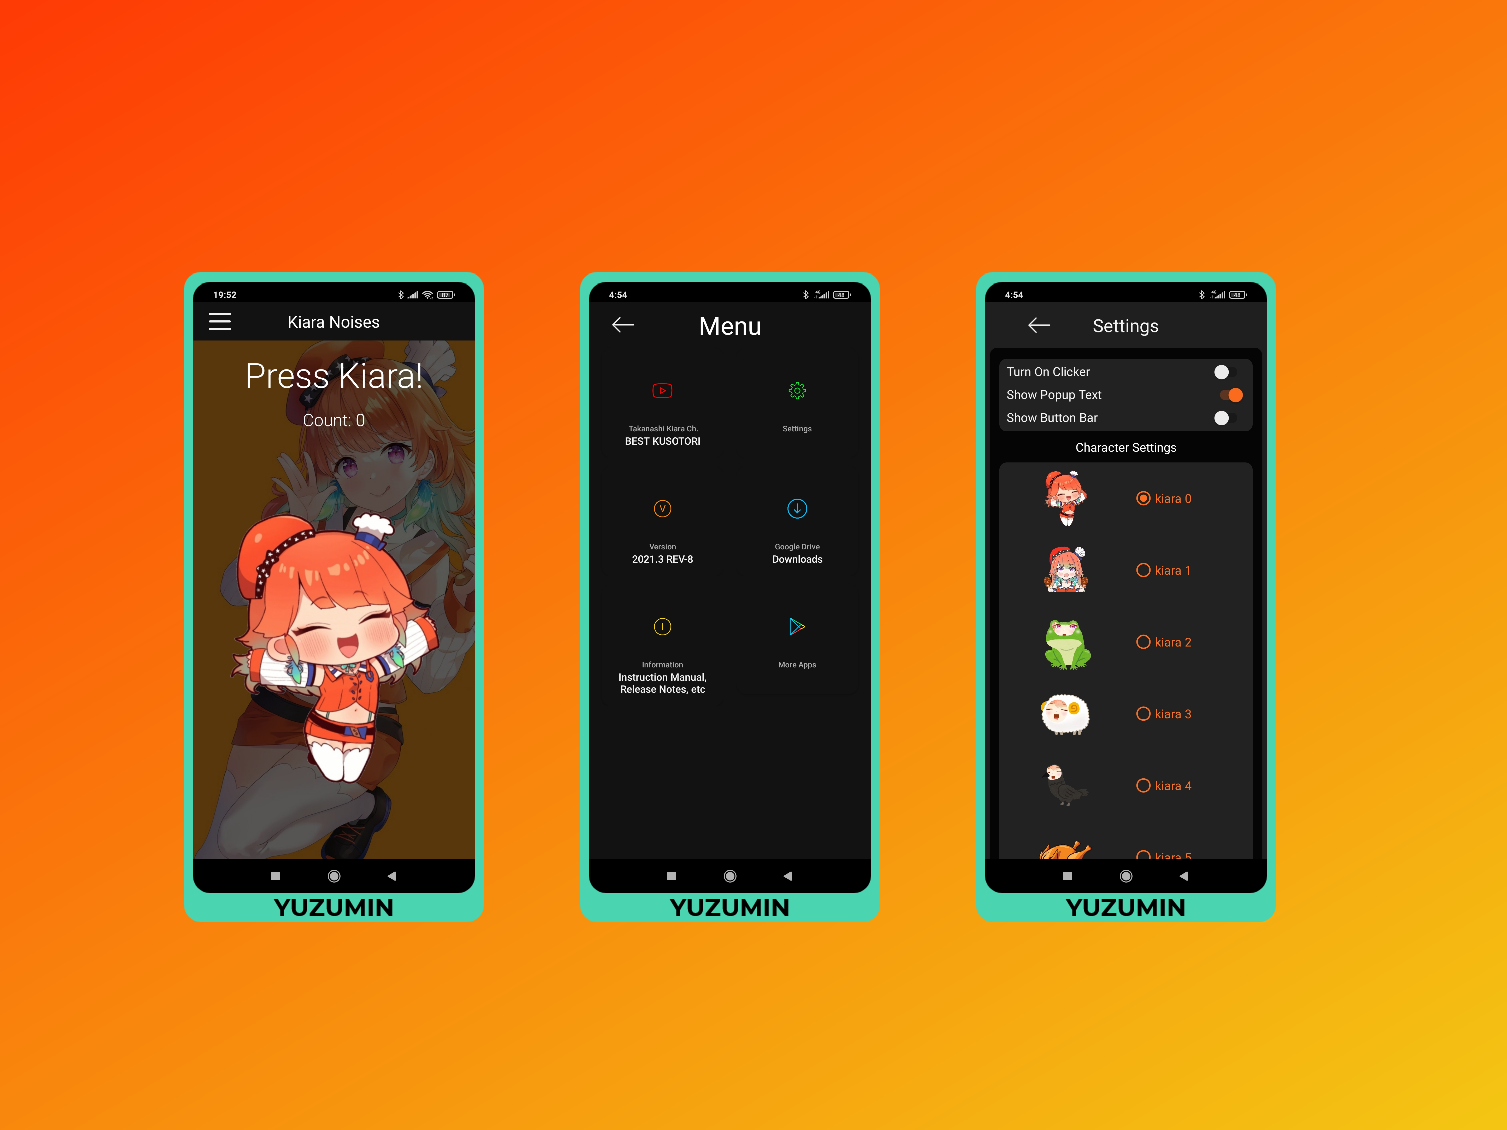 19:52
Kiara Noises
Press Kiara!
Count: 0
YUZUMIN
4:54
Menu
Takanashi Kiara Ch.
BEST KUSOTORI
Settings
V
Version
2021.3 REV-8
Google Drive
Downloads
I
Information
Instruction Manual,
Release Notes, etc
More Apps
YUZUMIN
4:54
Settings
Turn On Clicker
Show Popup Text
Show Button Bar
Character Settings
kiara 0
kiara 1
kiara 2
kiara 3
kiara 4
kiara 5
YUZUMIN